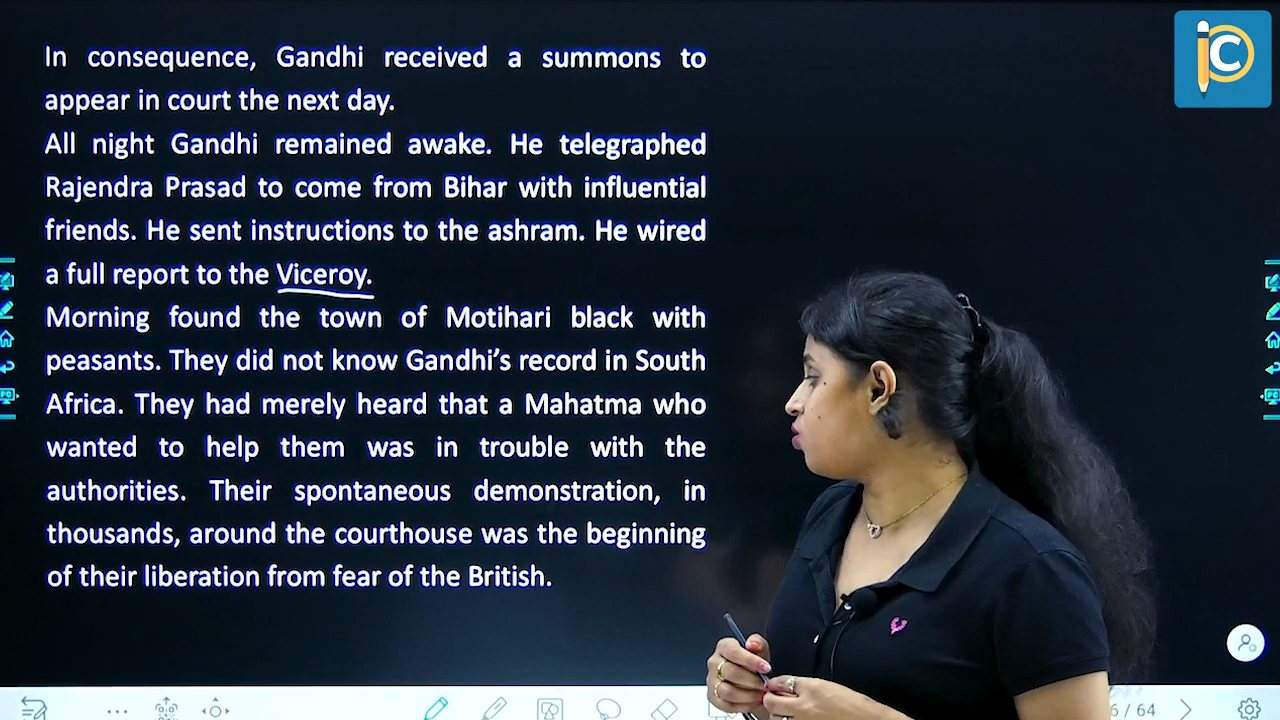 In consequence, Gandhi received a summons to
appear in court the next day.
All night Gandhi remained awake. He telegraphed
Rajendra Prasad to come from Bihar with influential
friends. He sent instructions to the ashram. He wired
a full report to the Viceroy.
Morning found the town of Motihari black with
peasants. They did not know Gandhi’s record in South
Africa. They had merely heard that a Mahatma who
wanted to help them was in trouble with the
authorities. Their spontaneous demonstration, in
thousands, around the courthouse was the beginning
of their liberation from fear of the British.
/ 64